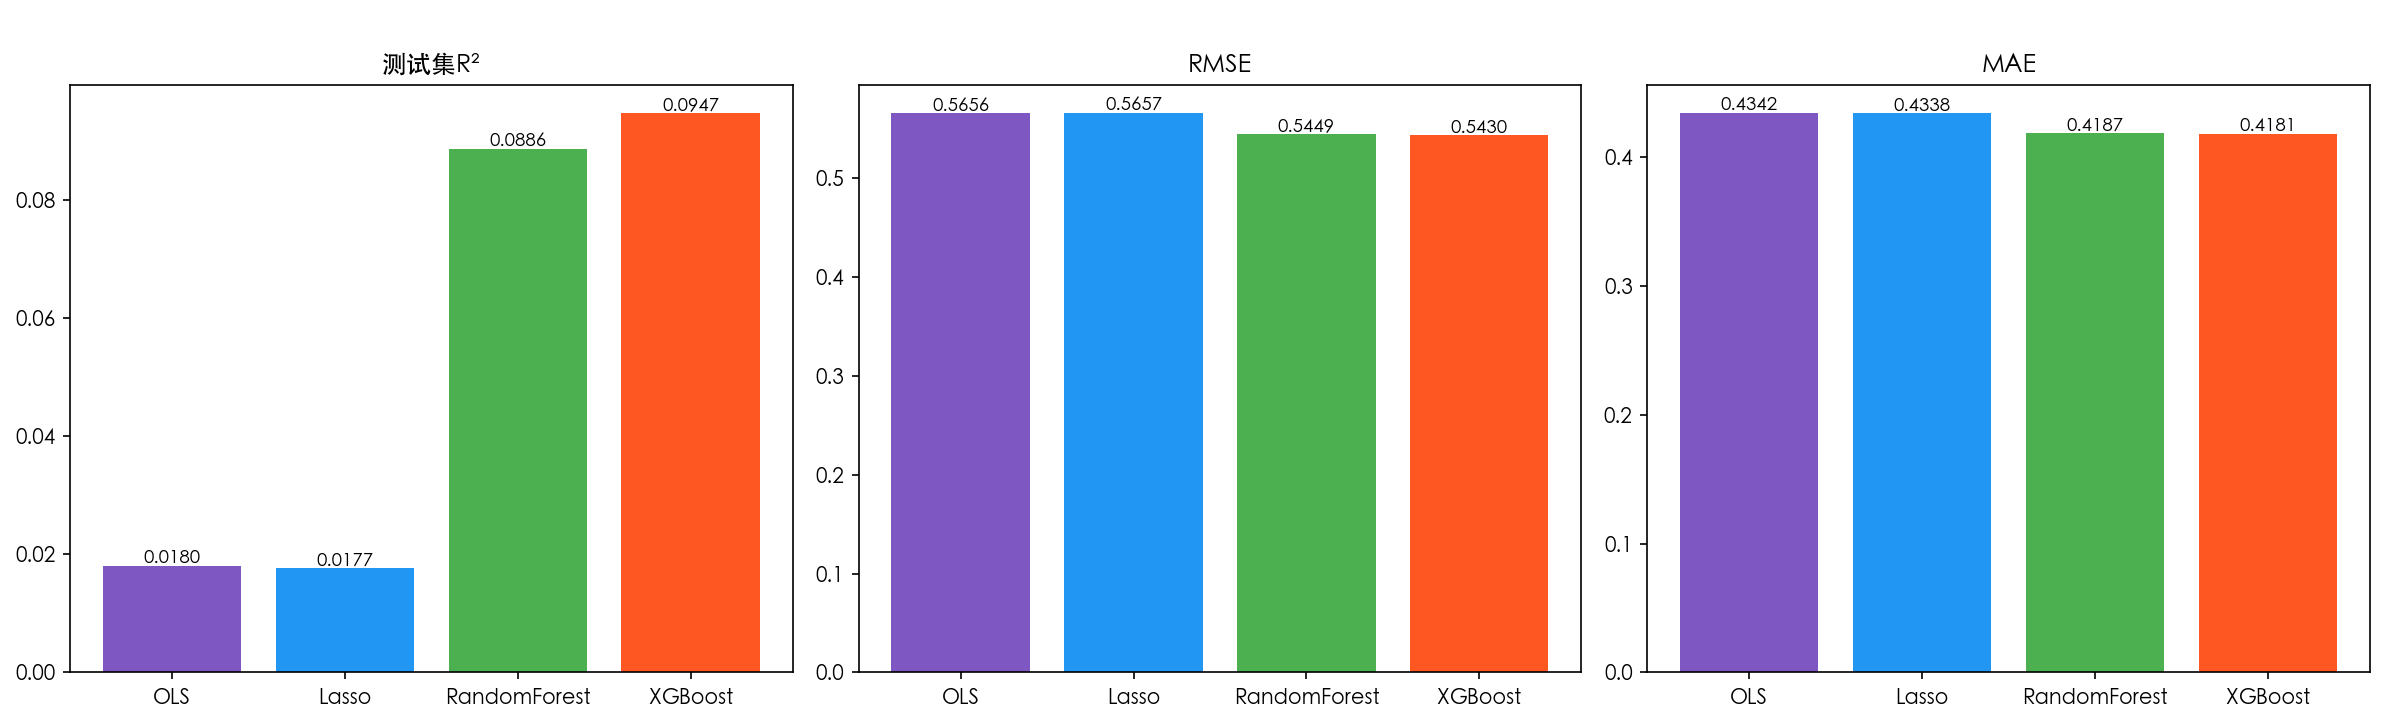 测试集R²
0.0180
0.0177
0.0886
0.0947
0.08
0.06
0.04
0.02
0.00
OLS
Lasso
RandomForest
XGBoost
RMSE
0.5656
0.5657
0.5449
0.5430
0.5
0.4
0.3
0.2
0.1
0.0
OLS
Lasso
RandomForest
XGBoost
MAE
0.4342
0.4338
0.4187
0.4181
0.4
0.3
0.2
0.1
0.0
OLS
Lasso
RandomForest
XGBoost